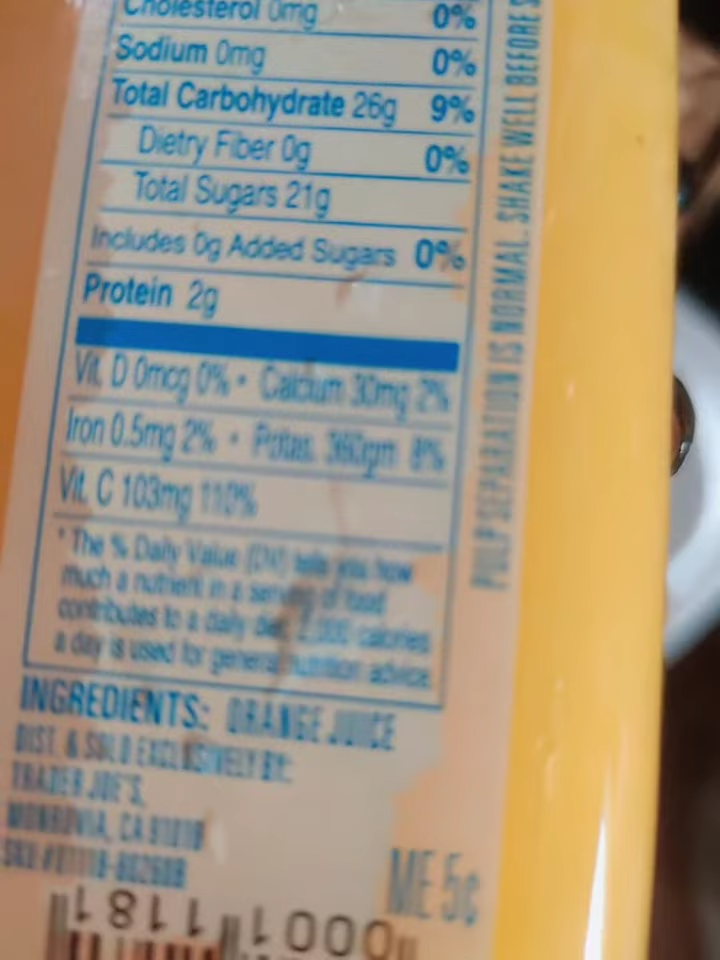 Cholesterol 0mg 0%
Sodium 0mg 0%
Total Carbohydrate 26g 9%
Dietry Fiber 0g 0%
Total Sugars 21g
Includes 0g Added Sugars 0%
Protein 2g
Vit. D 0mcg 0% • Calcium 30mg 2%
Iron 0.5mg 2% • Potas. 360gm 8%
Vit. C 103mg 110%
* The % Daily Value (DV) tells you how
much a nutrient in a serving of food
contributes to a daily diet. 2,000 calories
a day is used for general nutrition advice.
INGREDIENTS: ORANGE JUICE
DIST. & SOLD EXCLUSIVELY BY:
TRADER JOE'S,
MONROVIA, CA 91016
SKU #
ME 5¢
PULP SEPARATION IS NORMAL. SHAKE WELL BEFORE